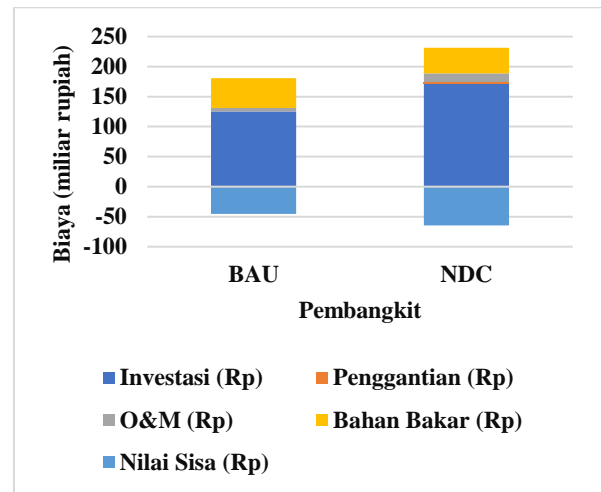 250
200
150
100
50
0
-50
-100
Biaya (miliar rupiah)
BAU NDC
Pembangkit
Investasi (Rp) Penggantian (Rp)
O&M (Rp) Bahan Bakar (Rp)
Nilai Sisa (Rp)